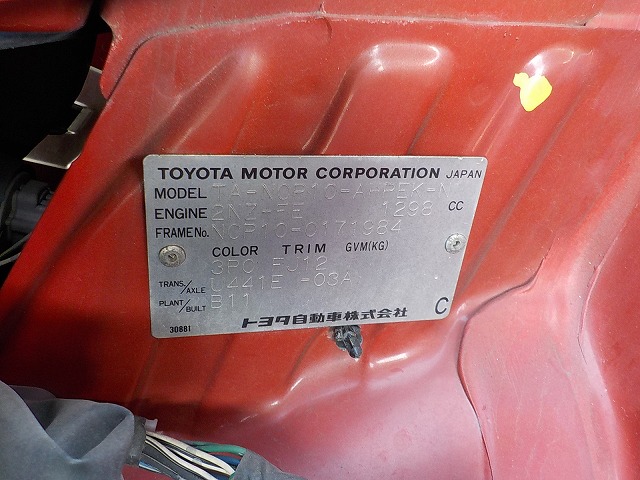 TOYOTA MOTOR CORPORATION JAPAN
MODEL TA-NCP10-AHPEK-N
ENGINE 2NZ-FE 1298 CC
FRAME No. NCP10-0171984
COLOR TRIM GVM(KG)
3P0 FJ12
TRANS./AXLE U441E -03A
PLANT/BUILT B11
30881 トヨタ自動車株式会社 C